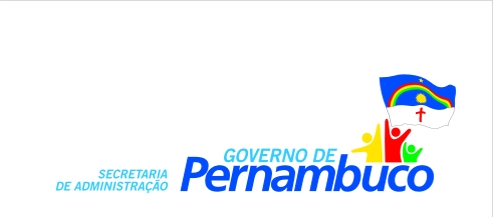 SECRETARIA
DE ADMINISTRAÇÃO
GOVERNO DE
Pernambuco